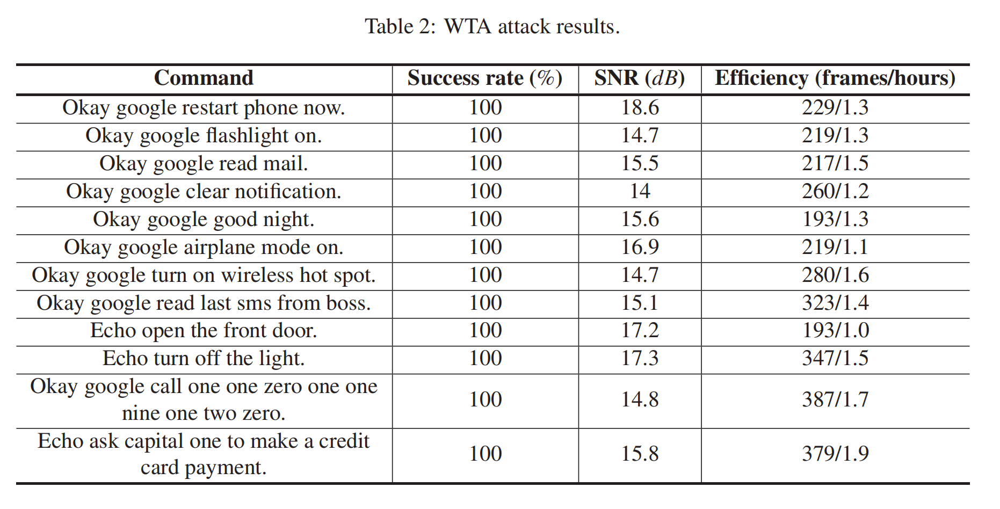 Table 2: WTA attack results.
Command Success rate (%) SNR (dB) Efficiency (frames/hours)
Okay google restart phone now. 100 18.6 229/1.3
Okay google flashlight on. 100 14.7 219/1.3
Okay google read mail. 100 15.5 217/1.5
Okay google clear notification. 100 14 260/1.2
Okay google good night. 100 15.6 193/1.3
Okay google airplane mode on. 100 16.9 219/1.1
Okay google turn on wireless hot spot. 100 14.7 280/1.6
Okay google read last sms from boss. 100 15.1 323/1.4
Echo open the front door. 100 17.2 193/1.0
Echo turn off the light. 100 17.3 347/1.5
Okay google call one one zero one one
nine one two zero. 100 14.8 387/1.7
Echo ask capital one to make a credit
card payment. 100 15.8 379/1.9